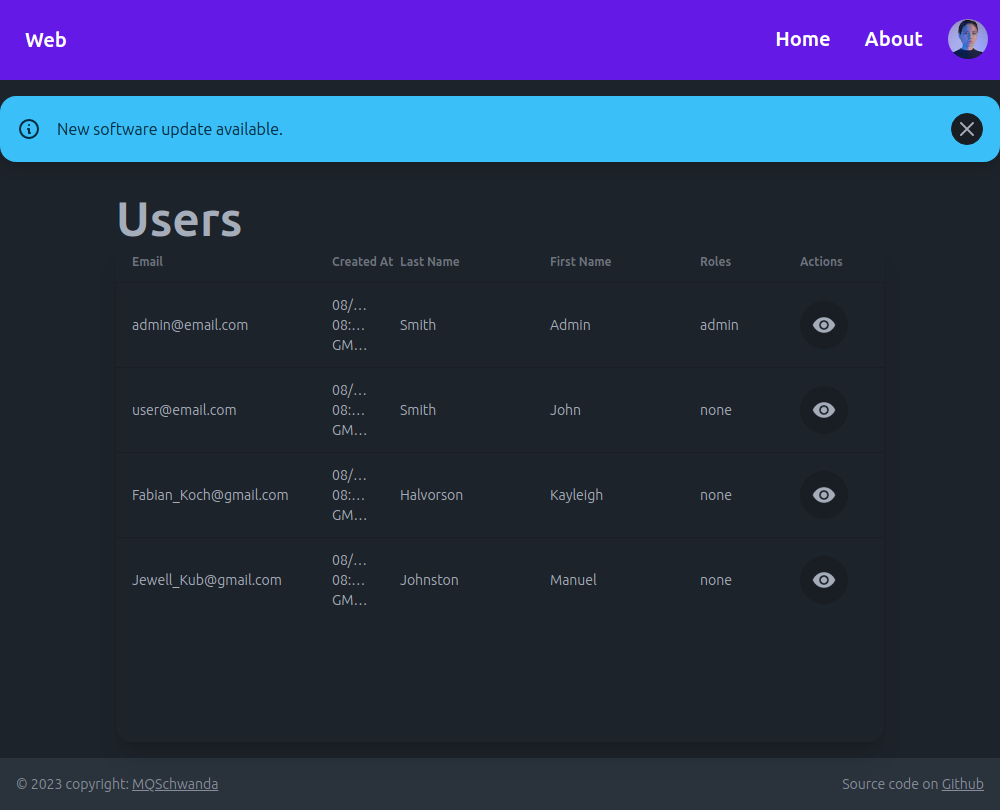 Web Home About
New software update available.
Users
Email Created At Last Name First Name Roles Actions
08/...
admin@email.com 08:... Smith Admin admin
GM...
08/...
user@email.com 08:... Smith John none
GM...
08/...
Fabian_Koch@gmail.com 08:... Halvorson Kayleigh none
GM...
08/...
Jewell_Kub@gmail.com 08:... Johnston Manuel none
GM...
© 2023 copyright: MQSchwanda Source code on Github